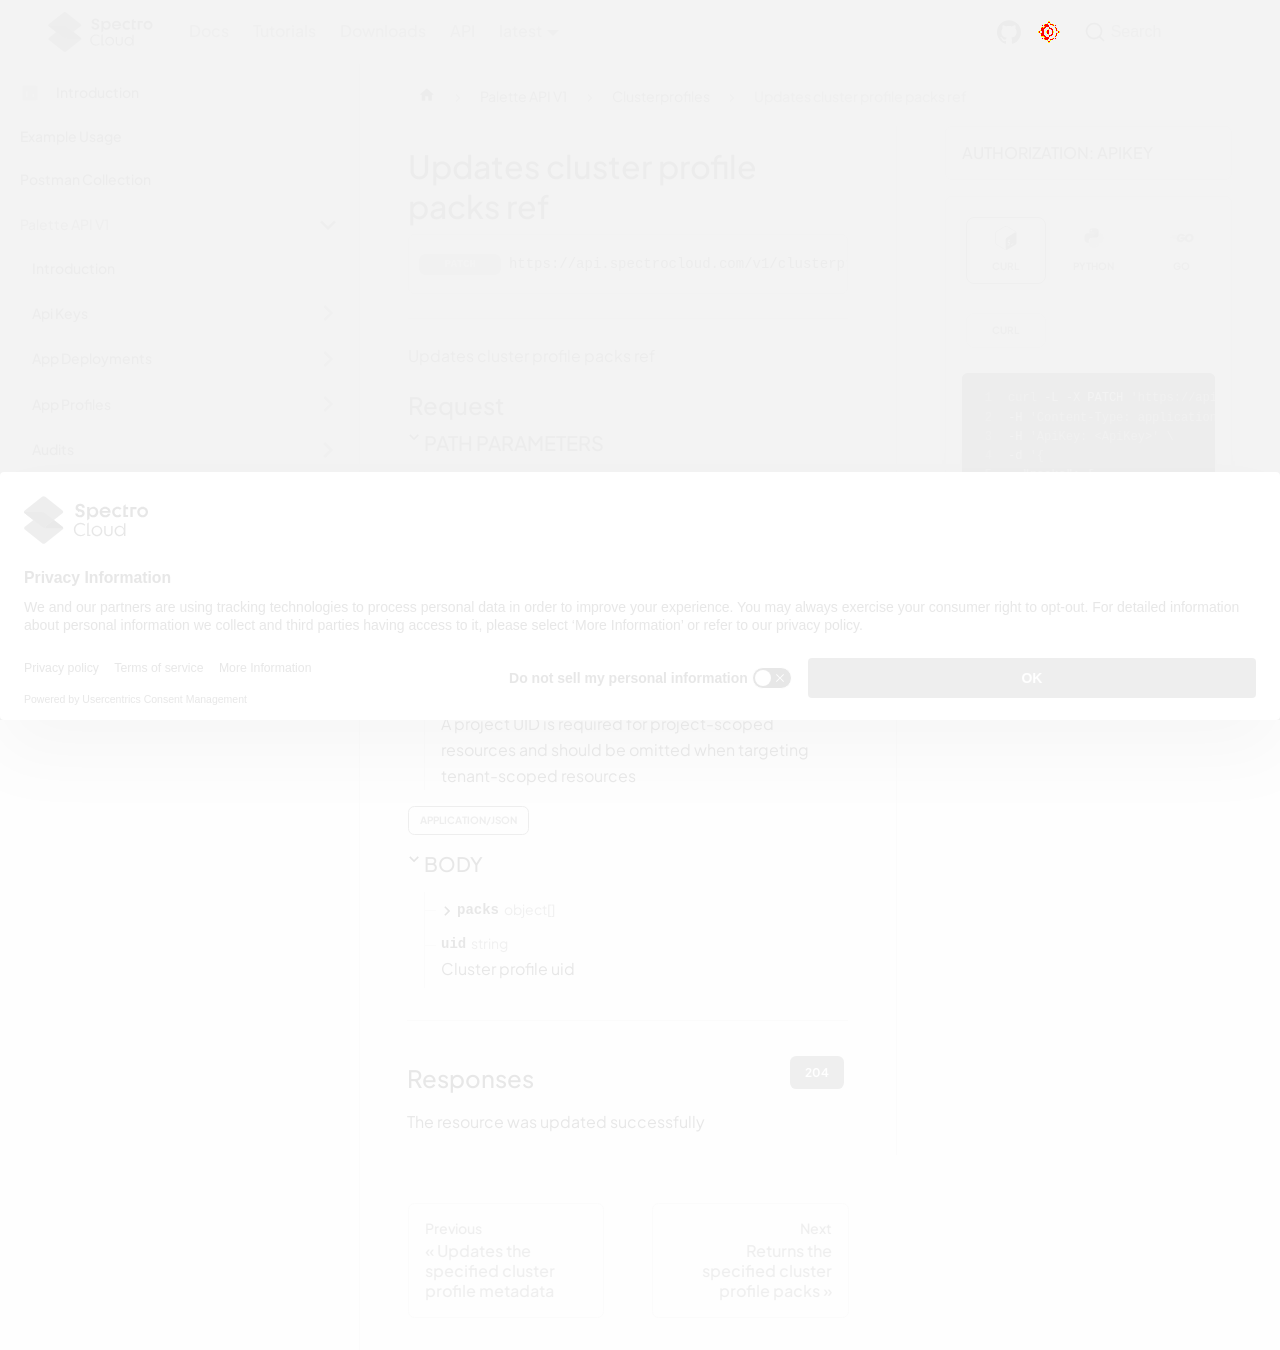 Spectro
Cloud
Docs Tutorials Downloads API latest
Search
Introduction
Example Usage
Postman Collection
Palette API V1
Introduction
Api Keys
App Deployments
App Profiles
Audits
Palette API V1
Clusterprofiles
Updates cluster profile packs ref
Updates cluster profile
packs ref
https://api.spectrocloud.com/v1/clusterp
Updates cluster profile packs ref
Request
PATH PARAMETERS
AUTHORIZATION: APIKEY
CURL PYTHON GO
CURL
Spectro
Cloud
Privacy Information
We and our partners are using tracking technologies to process personal data in order to improve your experience. You may always exercise your consumer right to opt-out. For detailed information
about personal information we collect and third parties having access to it, please select ‘More Information’ or refer to our privacy policy.
Privacy policy Terms of service More Information
Powered by Usercentrics Consent Management
Do not sell my personal information
OK
A project UID is required for project-scoped
resources and should be omitted when targeting
tenant-scoped resources
APPLICATION/JSON
BODY
packs object[]
uid string
Cluster profile uid
Responses
204
The resource was updated successfully
Previous
« Updates the
specified cluster
profile metadata
Next
Returns the
specified cluster
profile packs »